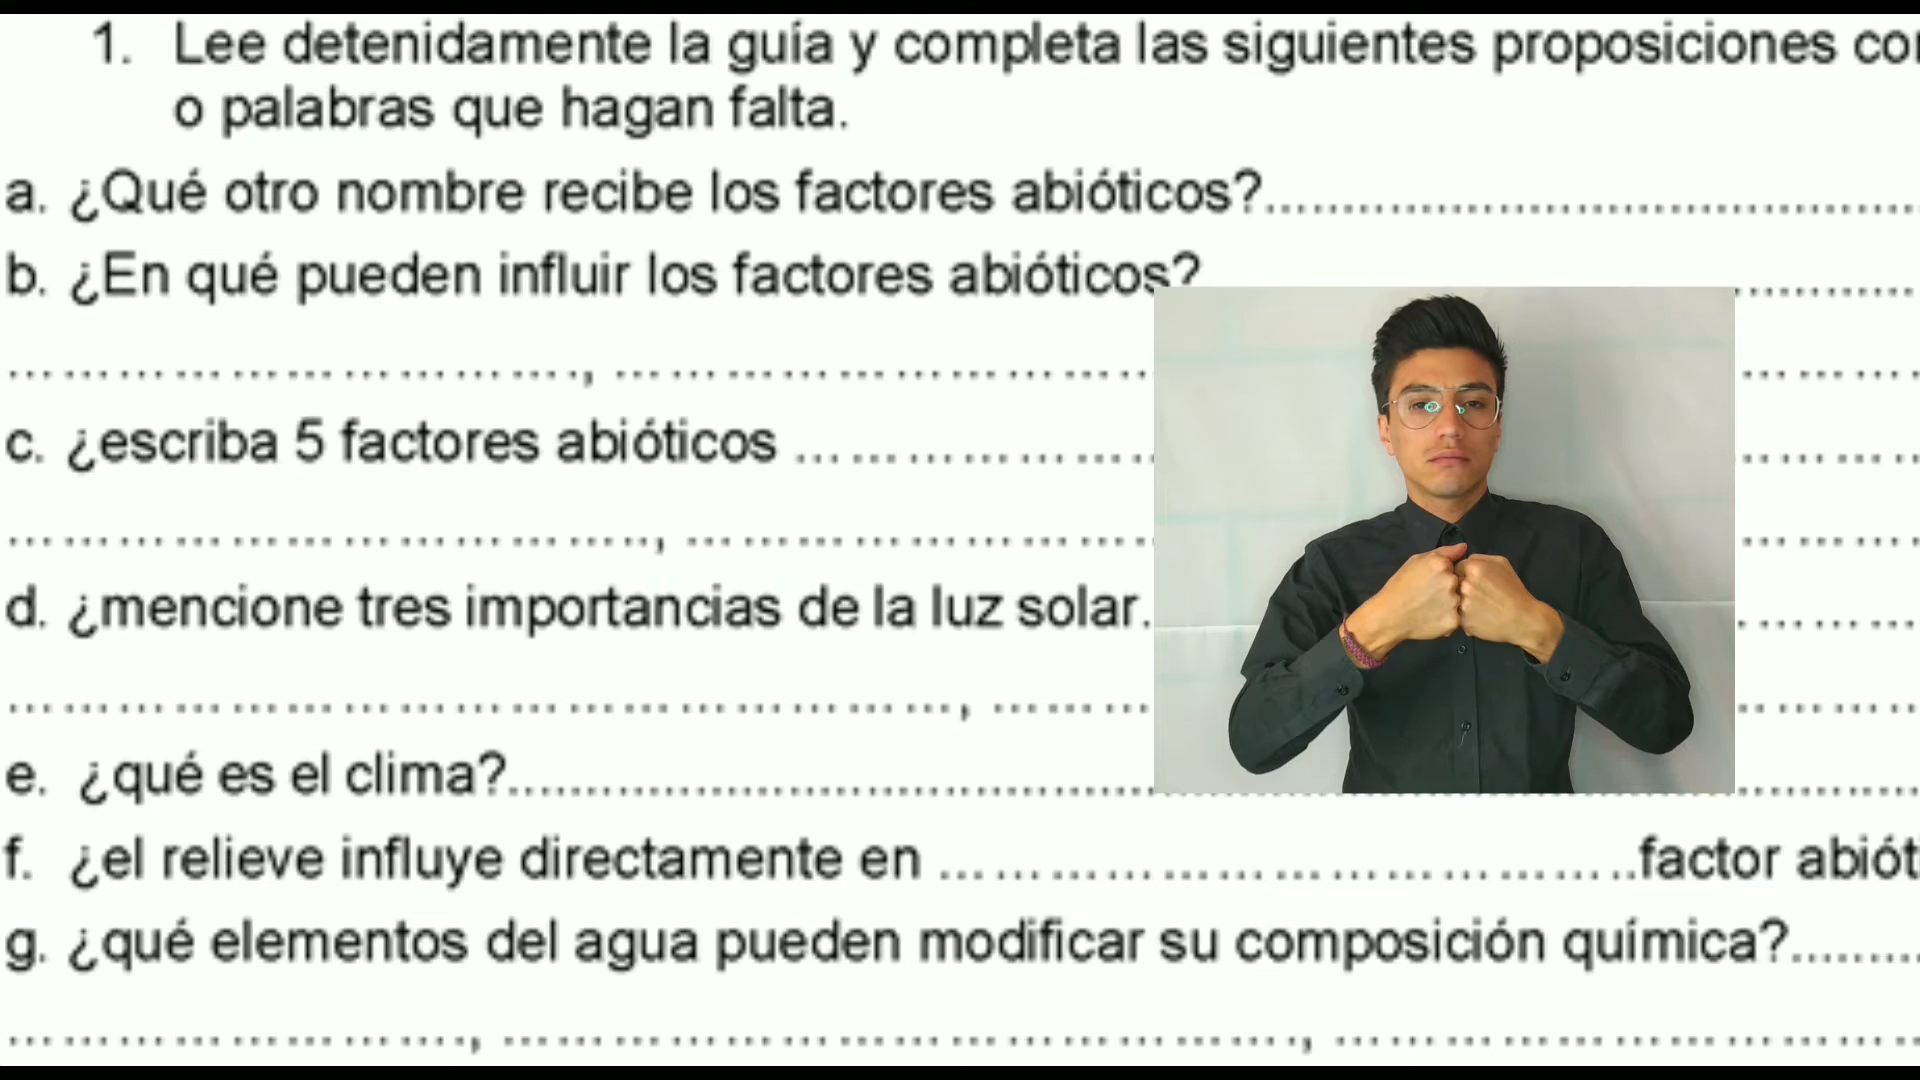 1. Lee detenidamente la guía y completa las siguientes proposiciones
o palabras que hagan falta.
a. ¿Qué otro nombre recibe los factores abióticos?..........................................
b. ¿En qué pueden influir los factores abióticos?
c. ¿escriba 5 factores abióticos ..........................
d. ¿mencione tres importancias de la luz solar.
e. ¿qué es el clima?..........................................
f. ¿el relieve influye directamente en ..........................................factor
g. ¿qué elementos del agua pueden modificar su composición química?.........